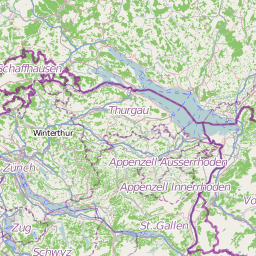 Schaffhausen
Thurgau
Winterthur
Zürich
Appenzell Ausserrhoden
Appenzell Innerrhoden
Vo
St. Gallen
Zug
Schwyz